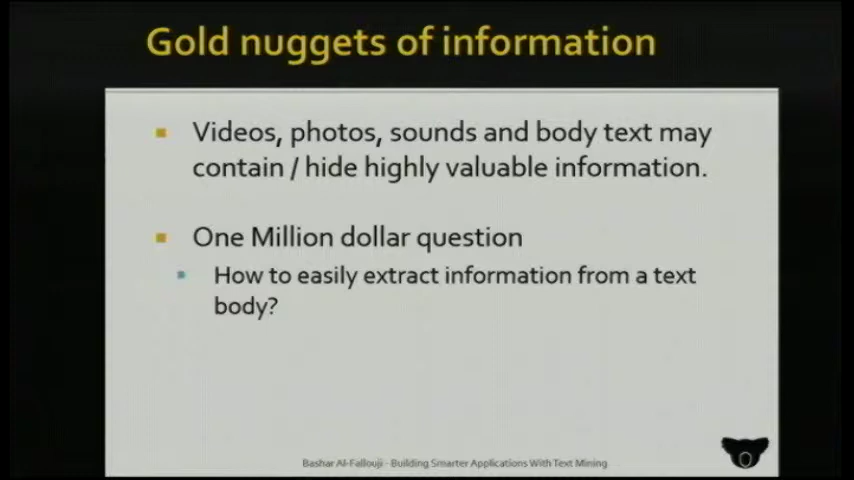 Gold nuggets of information
Videos, photos, sounds and body text may
contain / hide highly valuable information.
One Million dollar question
How to easily extract information from a text
body?
Bashar Al-Fallouji - Building Smarter Applications With Text Mining